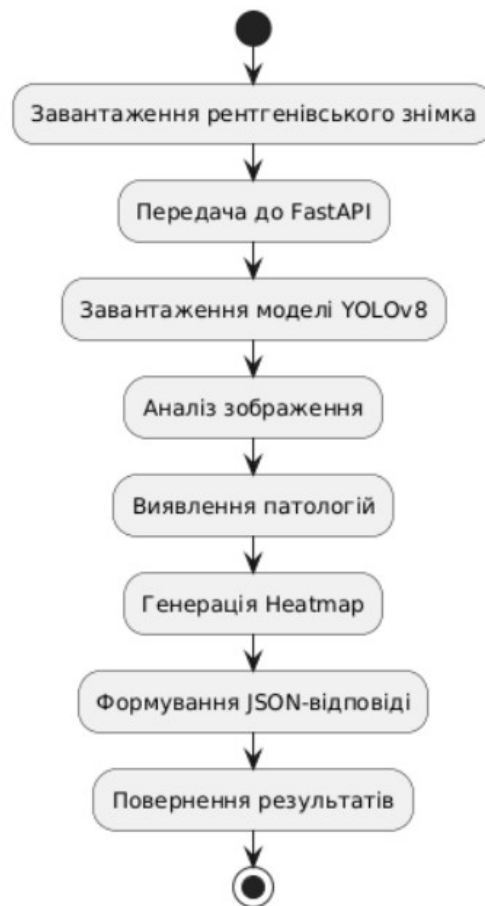 Завантаження рентгенівського знімка
Передача до FastAPI
Завантаження моделі YOLOv8
Аналіз зображення
Виявлення патологій
Генерація Heatmap
Формування JSON-відповіді
Повернення результатів